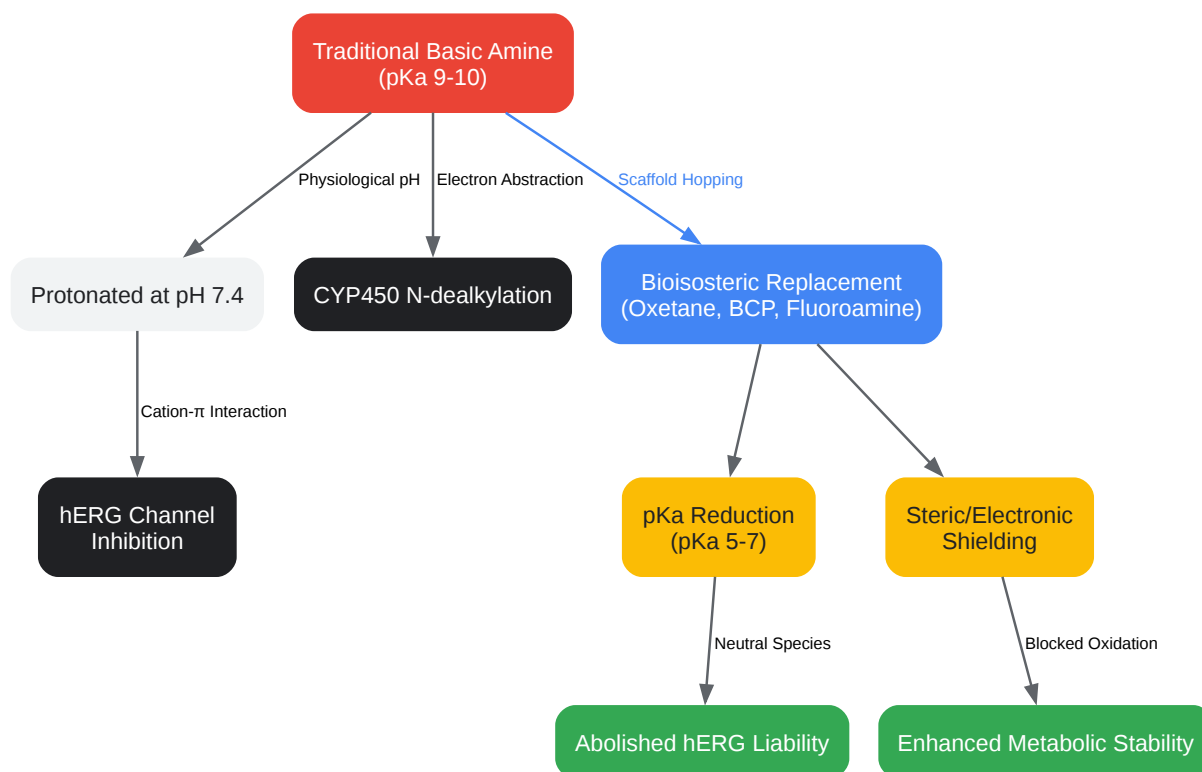 Traditional Basic Amine
(pKa 9-10)
Physiological pH
Electron Abstraction
Scaffold Hopping
Protonated at pH 7.4
CYP450 N-dealkylation
Bioisosteric Replacement
(Oxetane, BCP, Fluoroamine)
Cation-π Interaction
hERG Channel
Inhibition
pKa Reduction
(pKa 5-7)
Steric/Electronic
Shielding
Neutral Species
Blocked Oxidation
Abolished hERG Liability
Enhanced Metabolic Stability